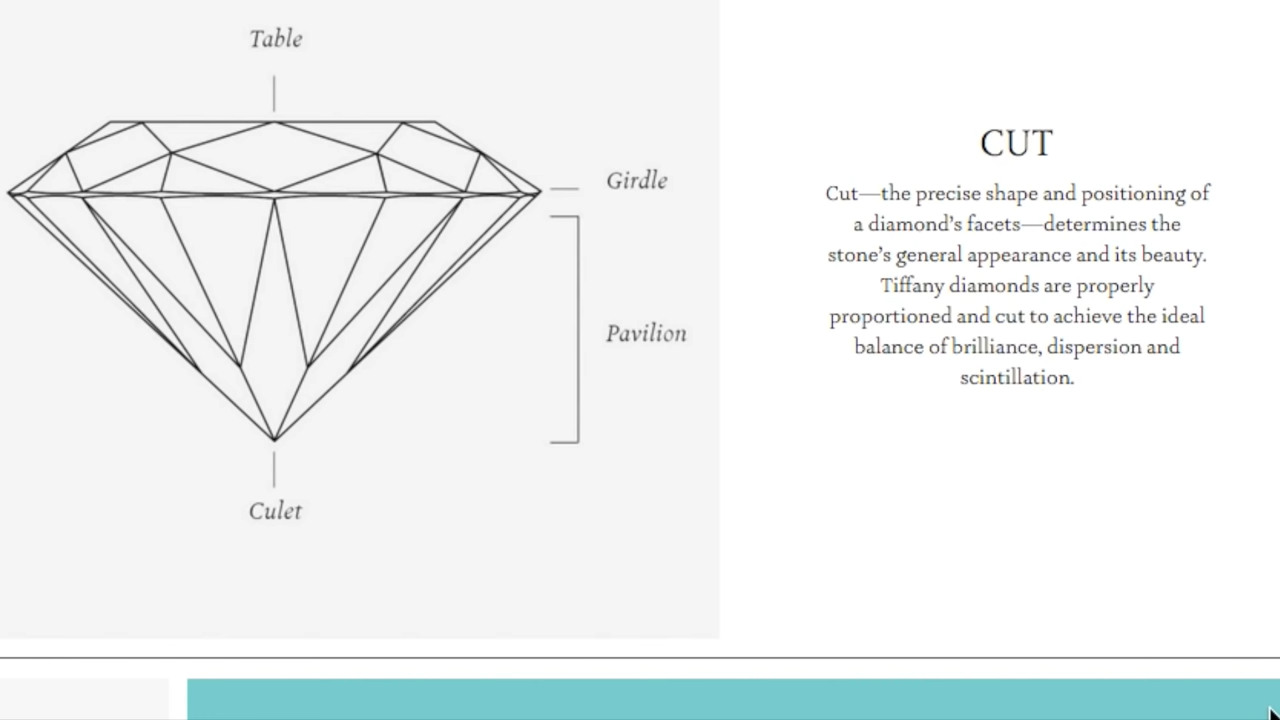 Table
Girdle
Pavilion
Culet
CUT
Cut—the precise shape and positioning of
a diamond’s facets—determines the
stone’s general appearance and its beauty.
Tiffany diamonds are properly
proportioned and cut to achieve the ideal
balance of brilliance, dispersion and
scintillation.